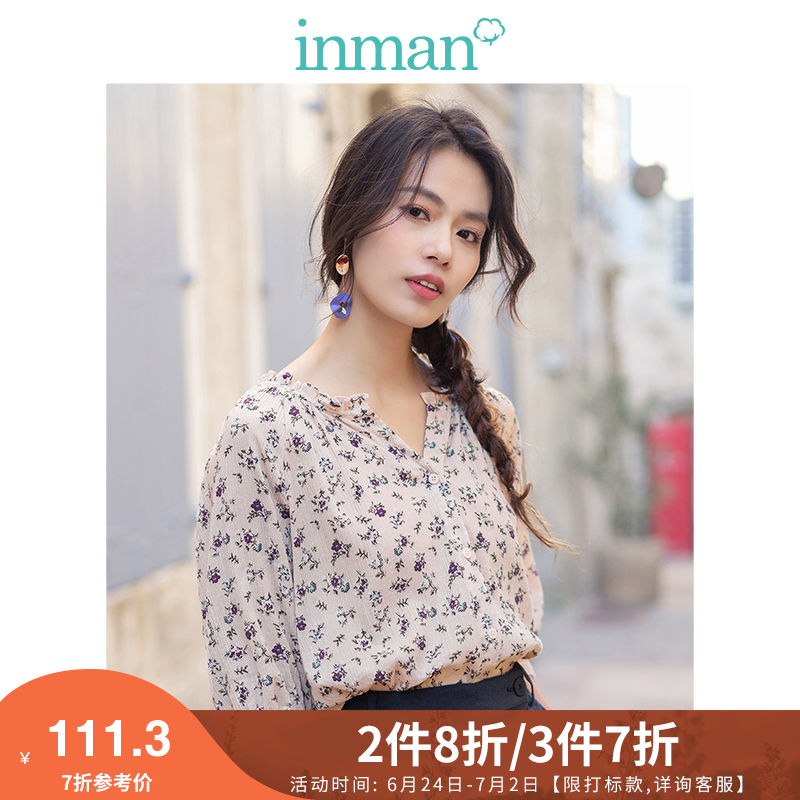 inman
¥ 111.3
7折参考价
2件8折/3件7折
活动时间: 6月24日-7月2日【限打标款,详询客服】